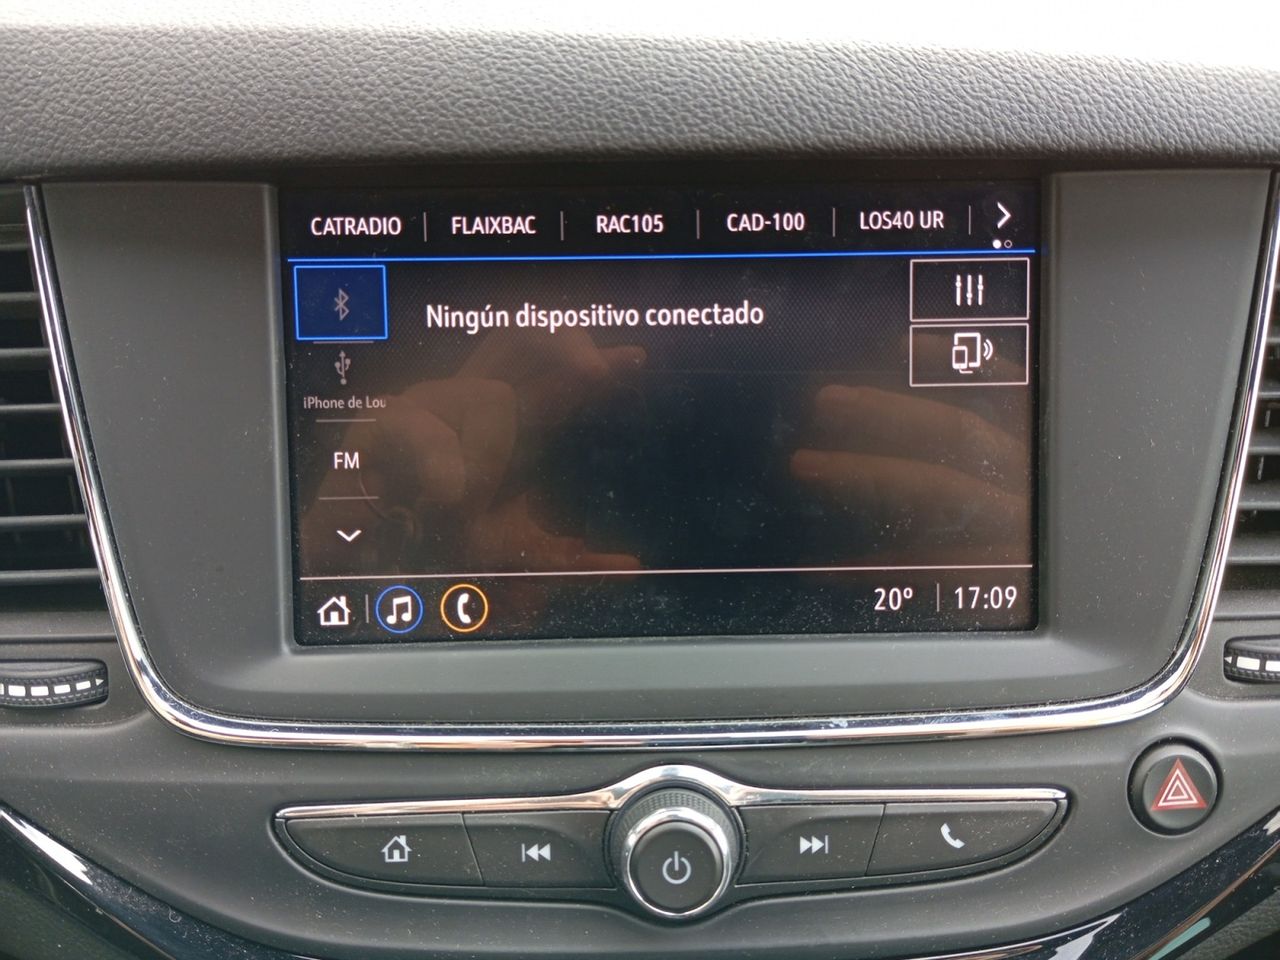 CATRADIO FLAIXBAC RAC105 CAD-100 LOS40 UR
Ningún dispositivo conectado
iPhone de Lou
FM
20° 17:09